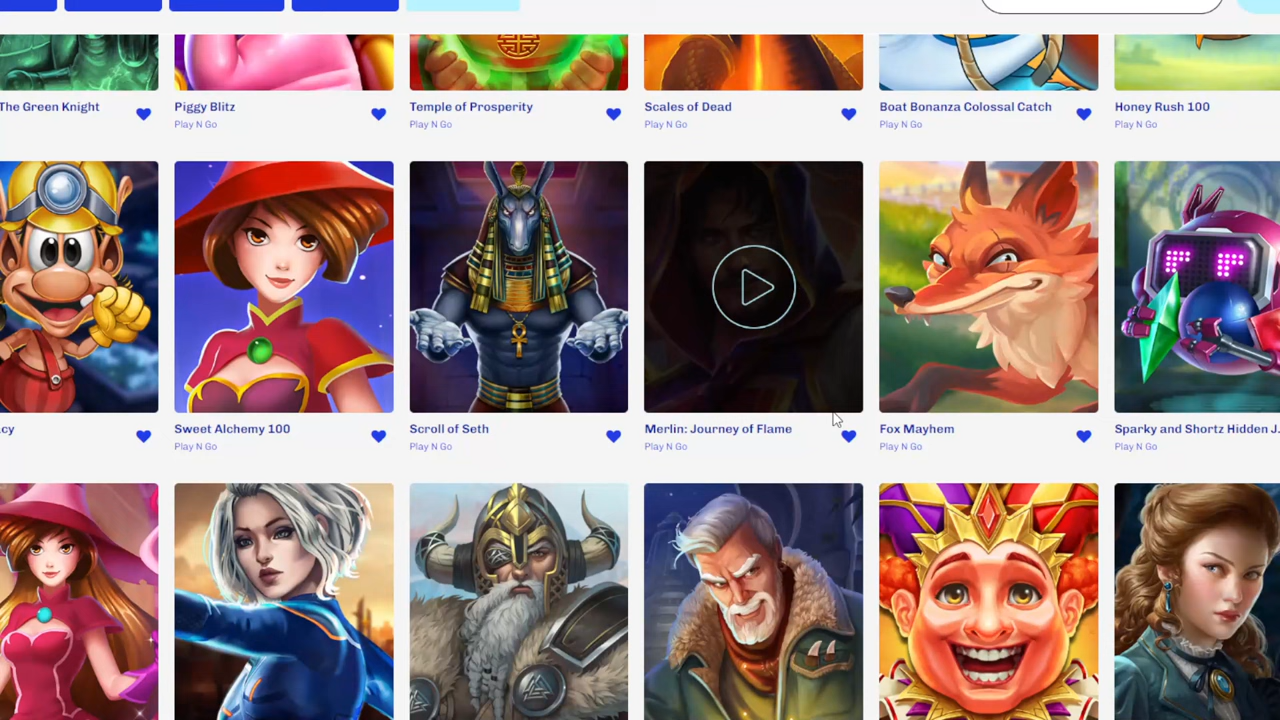 The Green Knight
Piggy Blitz
Play N Go
Temple of Prosperity
Play N Go
Scales of Dead
Play N Go
Boat Bonanza Colossal Catch
Play N Go
Honey Rush 100
Play N Go
cy
Sweet Alchemy 100
Play N Go
Scroll of Seth
Play N Go
Merlin: Journey of Flame
Play N Go
Fox Mayhem
Play N Go
Sparky and Shortz Hidden J..
Play N Go